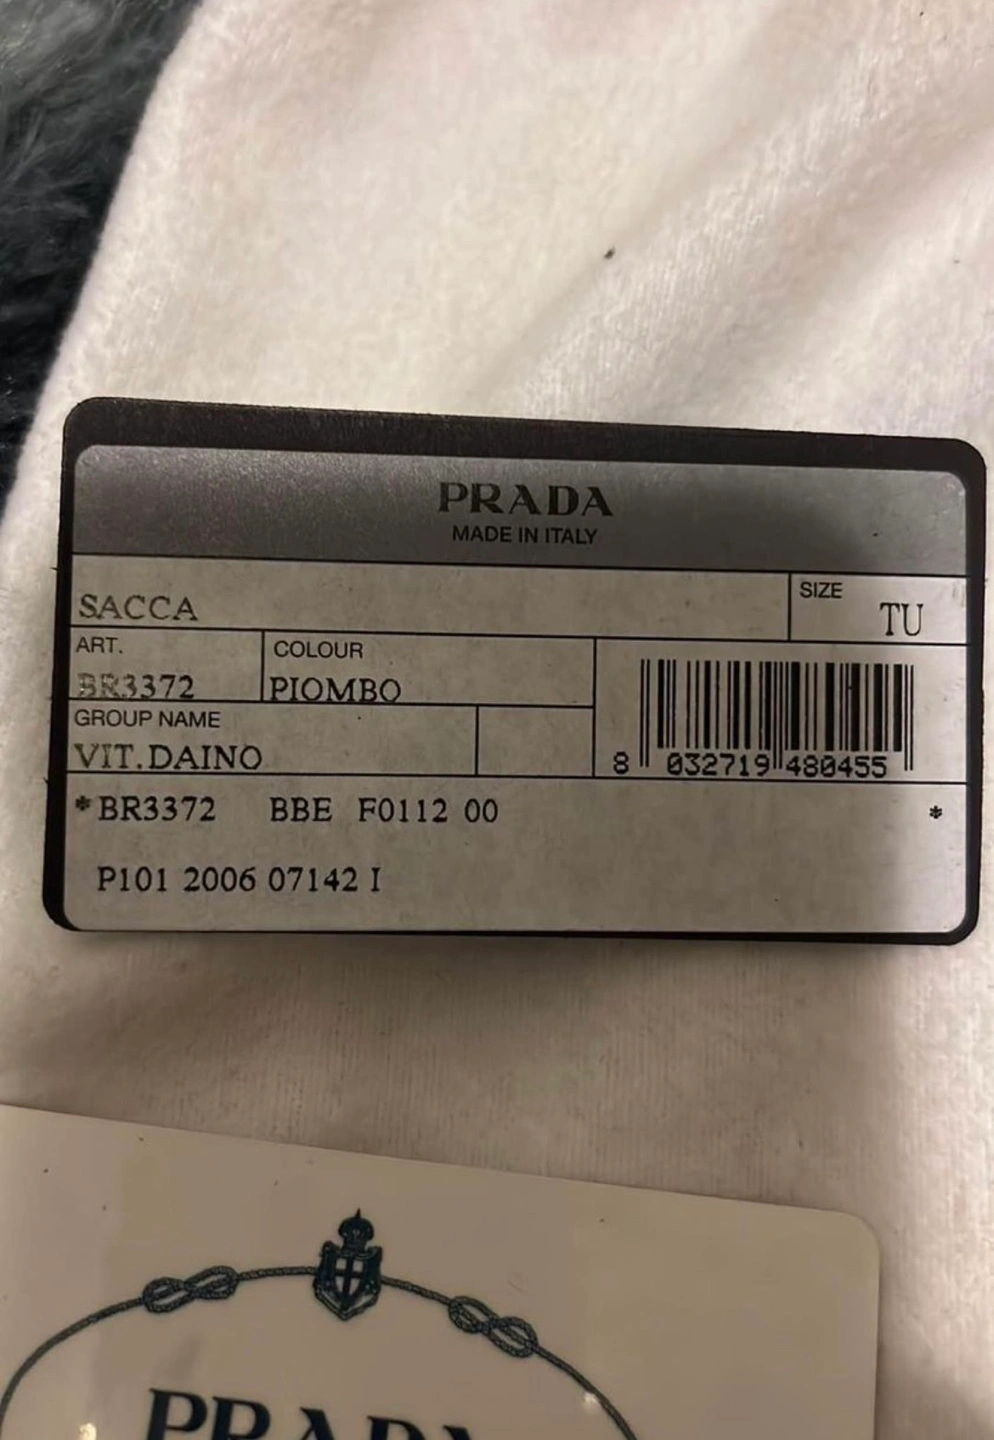 PRADA
MADE IN ITALY
SACCA
SIZE
TU
ART.
BR3372
COLOUR
PIOMBO
GROUP NAME
VIT.DAINO
8 032719 480455
*BR3372 BBE F0112 00 *
P101 2006 07142 I
PRADA